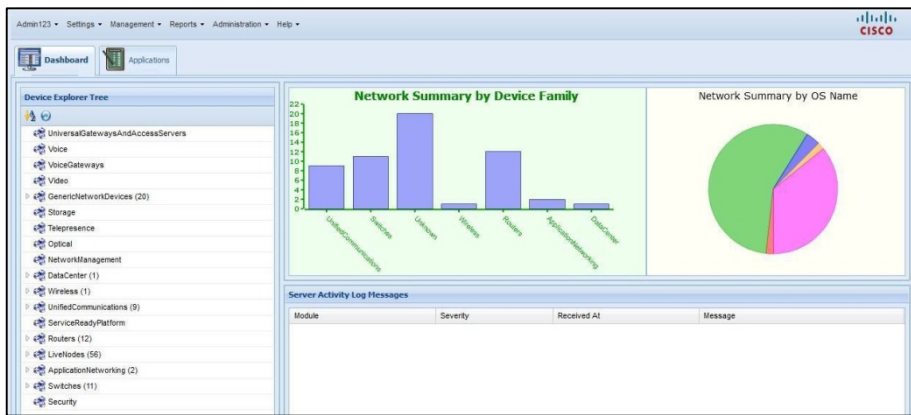 Admin123 Settings Management Reports Administration Help
CISCO
Dashboard Applications
Device Explorer Tree
UniversalGatewaysAndAccessServers
Voice
VoiceGateways
Video
GenericNetworkDevices (20)
Storage
Telepresence
Optical
NetworkManagement
DataCenter (1)
Wireless (1)
UnifiedCommunications (9)
ServiceReadyPlatform
Routers (12)
LiveNodes (56)
ApplicationNetworking (2)
Switches (11)
Security
Network Summary by Device Family
22
20
18
16
14
12
10
8
6
4
2
0
UnifiedCommunications
Switches
Unknown
Wireless
Routers
ApplicationNetworking
DataCenter
Network Summary by OS Name
Server Activity Log Messages
Module Severity Received At Message